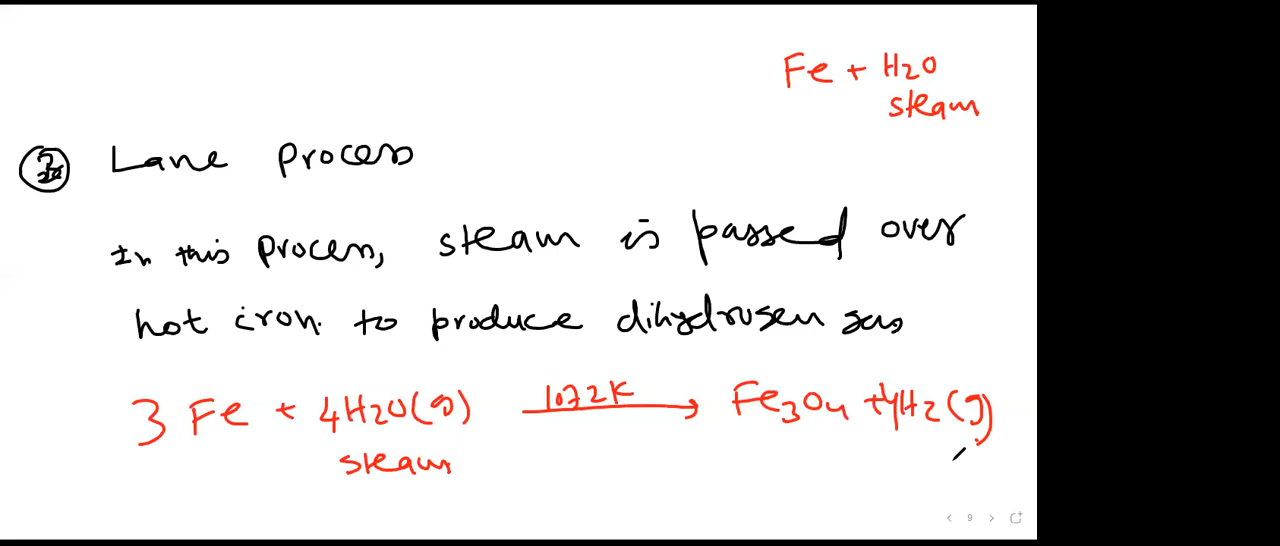 Fe + H2O
steam
Lane process
In this process, steam is passed over
hot iron. to produce dihydrogen gas
3 Fe + 4H2O(g) 1072K → Fe3O4 + 4H2(g)
steam
< 9 >